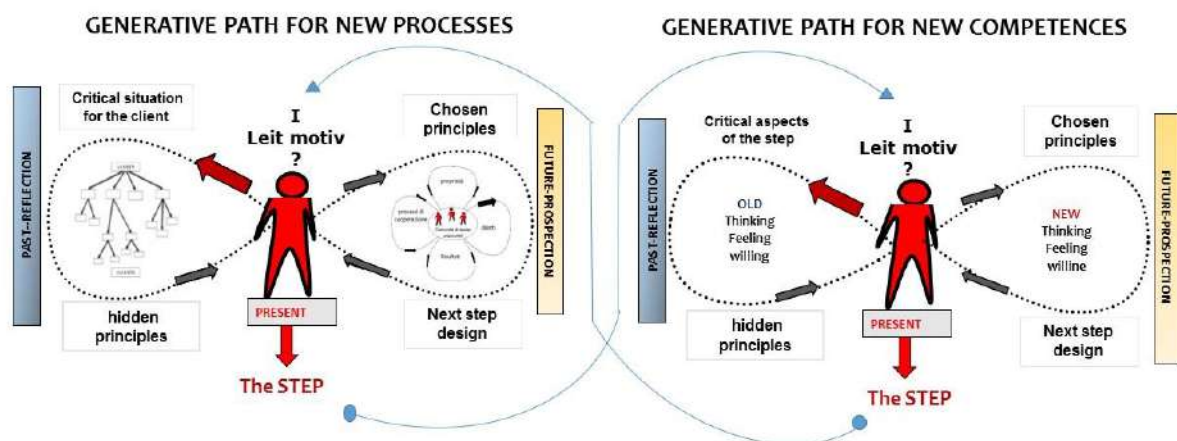 GENERATIVE PATH FOR NEW PROCESSES
PAST–REFLECTION
Critical situation
for the client
I
Leit motiv
?
Chosen
principles
FUTURE-PROSPECTION
hidden
principles
PRESENT
Next step
design
The STEP
GENERATIVE PATH FOR NEW COMPETENCES
PAST-REFLECTION
Critical aspects
of the step
I
Leit motiv
?
Chosen
principles
FUTURE-PROSPECTION
OLD
Thinking
Feeling
willing
NEW
Thinking
Feeling
willine
hidden
principles
PRESENT
Next step
design
The STEP